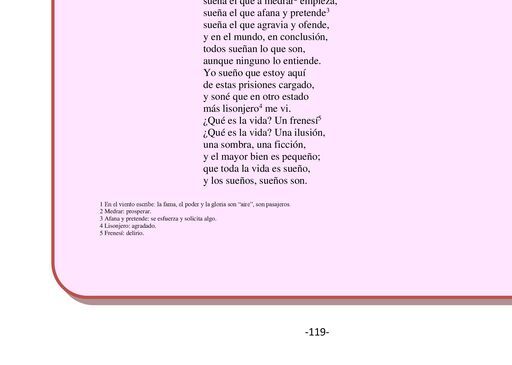 sueña el que a medrar² empieza,
sueña el que afana y pretende³
sueña el que agravia y ofende,
y en el mundo, en conclusión,
todos sueñan lo que son,
aunque ninguno lo entiende.
Yo sueño que estoy aquí
de estas prisiones cargado,
y soné que en otro estado
más lisonjero⁴ me vi.
¿Qué es la vida? Un frenesí⁵
¿Qué es la vida? Una ilusión,
una sombra, una ficción,
y el mayor bien es pequeño;
que toda la vida es sueño,
y los sueños, sueños son.
1 En el viento escribe: la fama, el poder y la gloria son “aire”, son pasajeros.
2 Medrar: prosperar.
3 Afana y pretende: se esfuerza y solicita algo.
4 Lisonjero: agradado.
5 Frenesí: delirio.
-119-